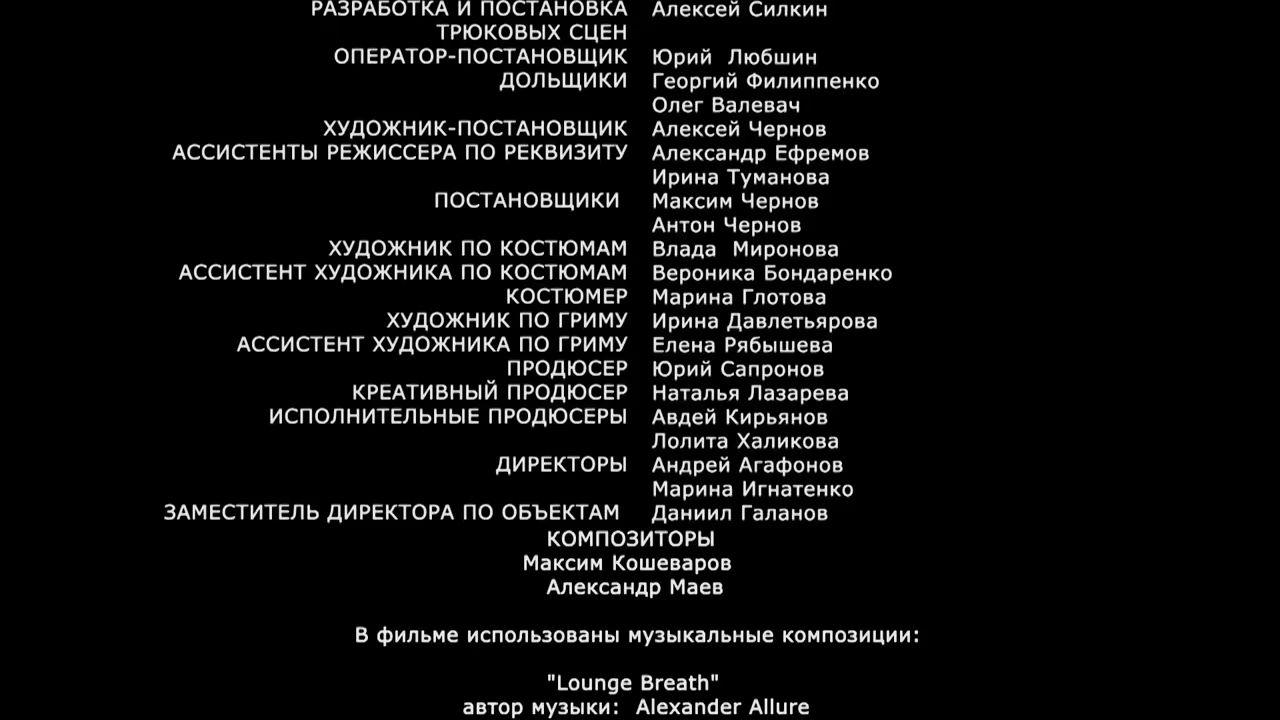 РАЗРАБОТКА И ПОСТАНОВКА Алексей Силкин
ТРЮКОВЫХ СЦЕН
ОПЕРАТОР-ПОСТАНОВЩИК Юрий Любшин
ДОЛЬЩИКИ Георгий Филиппенко
Олег Валевач
ХУДОЖНИК-ПОСТАНОВЩИК Алексей Чернов
АССИСТЕНТЫ РЕЖИССЕРА ПО РЕКВИЗИТУ Александр Ефремов
Ирина Туманова
ПОСТАНОВЩИКИ Максим Чернов
Антон Чернов
ХУДОЖНИК ПО КОСТЮМАМ Влада Миронова
АССИСТЕНТ ХУДОЖНИКА ПО КОСТЮМАМ Вероника Бондаренко
КОСТЮМЕР Марина Глотова
ХУДОЖНИК ПО ГРИМУ Ирина Давлетьярова
АССИСТЕНТ ХУДОЖНИКА ПО ГРИМУ Елена Рябышева
ПРОДЮСЕР Юрий Сапронов
КРЕАТИВНЫЙ ПРОДЮСЕР Наталья Лазарева
ИСПОЛНИТЕЛЬНЫЕ ПРОДЮСЕРЫ Авдей Кирьянов
Лолита Халикова
ДИРЕКТОРЫ Андрей Агафонов
Марина Игнатенко
ЗАМЕСТИТЕЛЬ ДИРЕКТОРА ПО ОБЪЕКТАМ Даниил Галанов
КОМПОЗИТОРЫ
Максим Кошеваров
Александр Маев
В фильме использованы музыкальные композиции:
"Lounge Breath"
автор музыки: Alexander Allure